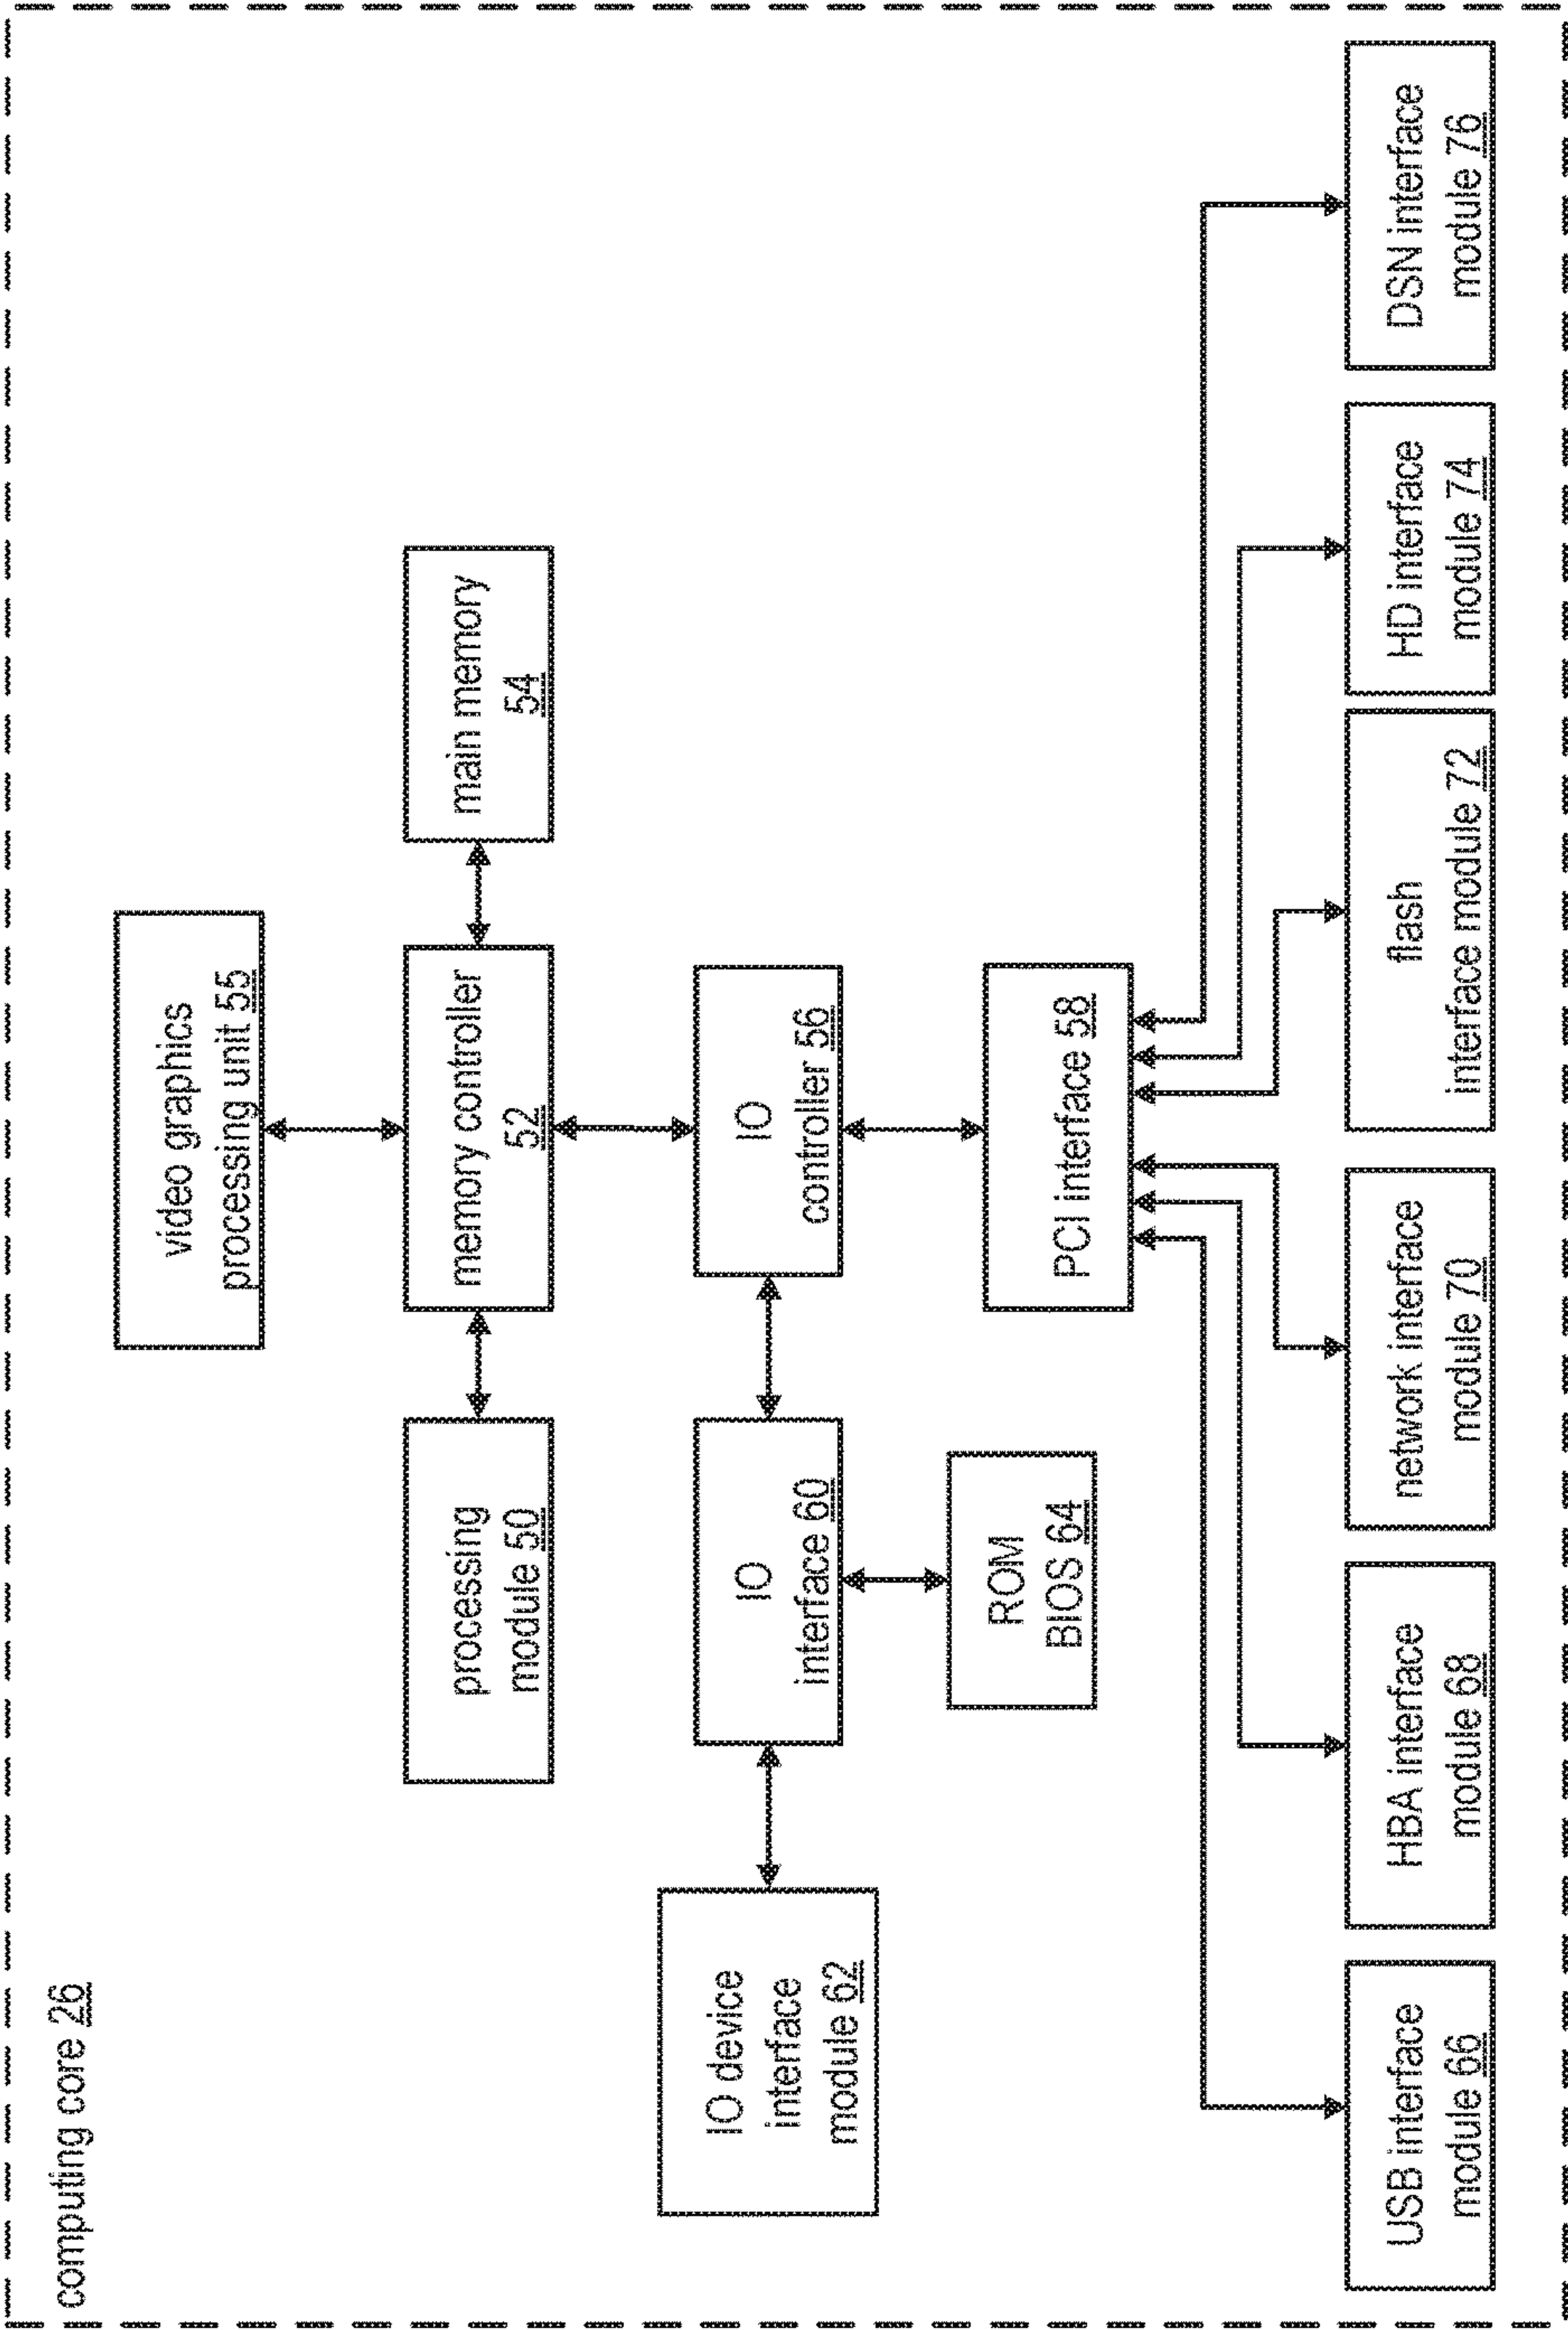 computing core 26
video graphics
processing unit 55
processing
module 50
memory controller
52
main memory
54
IO device
interface
module 62
IO
interface 60
IO
controller 56
ROM
BIOS 64
PCI interface 58
USB interface
module 66
HBA interface
module 68
network interface
module 70
flash
interface module 72
HD interface
module 74
DSN interface
module 76